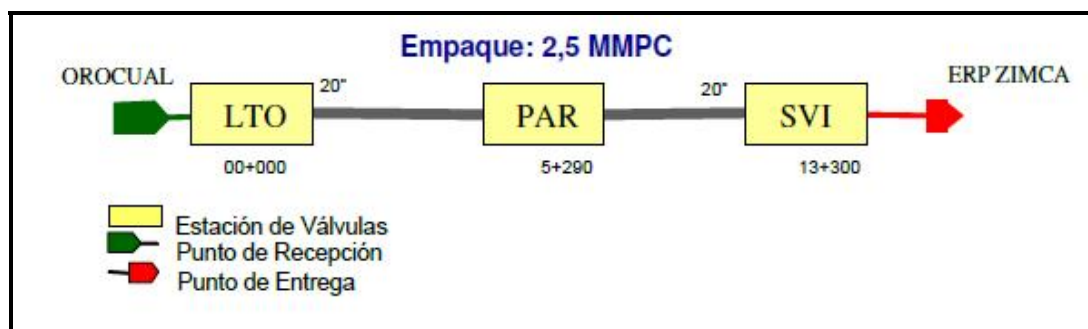 Empaque: 2,5 MMPC
OROCUAL
ERP ZIMCA
20"
20"
LTO
PAR
SVI
00+000
5+290
13+300
Estación de Válvulas
Punto de Recepción
Punto de Entrega